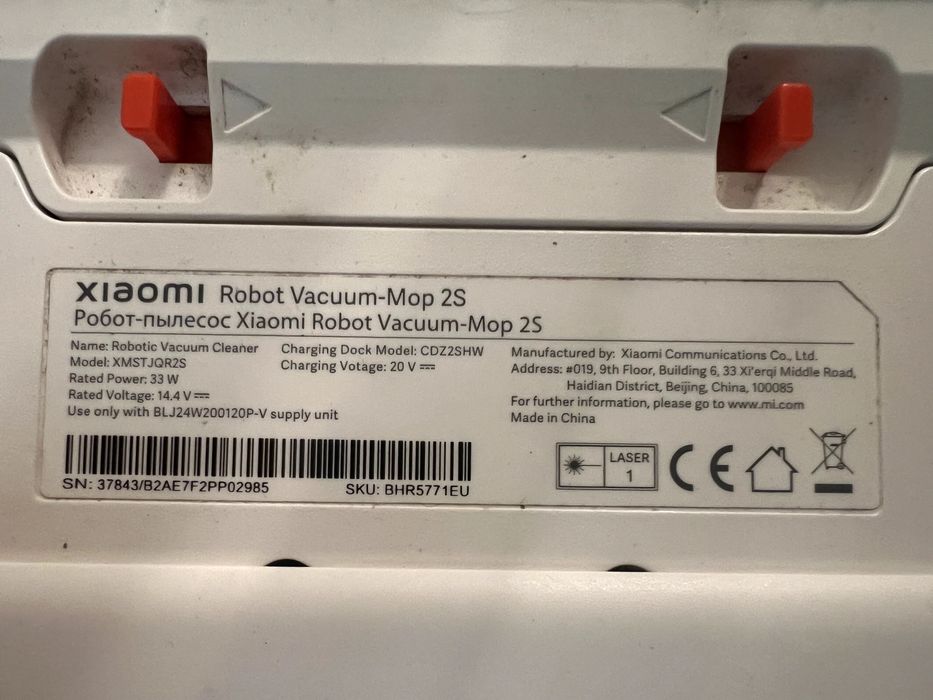 xiaomi Robot Vacuum-Mop 2S
Робот-пылесос Xiaomi Robot Vacuum-Mop 2S
Name: Robotic Vacuum Cleaner
Model: XMSTJQR2S
Rated Power: 33 W
Rated Voltage: 14.4 V ⎓
Use only with BLJ24W200120P-V supply unit
Charging Dock Model: CDZ2SHW
Charging Votage: 20 V ⎓
Manufactured by: Xiaomi Communications Co., Ltd.
Address: #019, 9th Floor, Building 6, 33 Xi'erqi Middle Road,
Haidian District, Beijing, China, 100085
For further information, please go to www.mi.com
Made in China
SN: 37843/B2AE7F2PP02985
SKU: BHR5771EU
LASER
1
CE